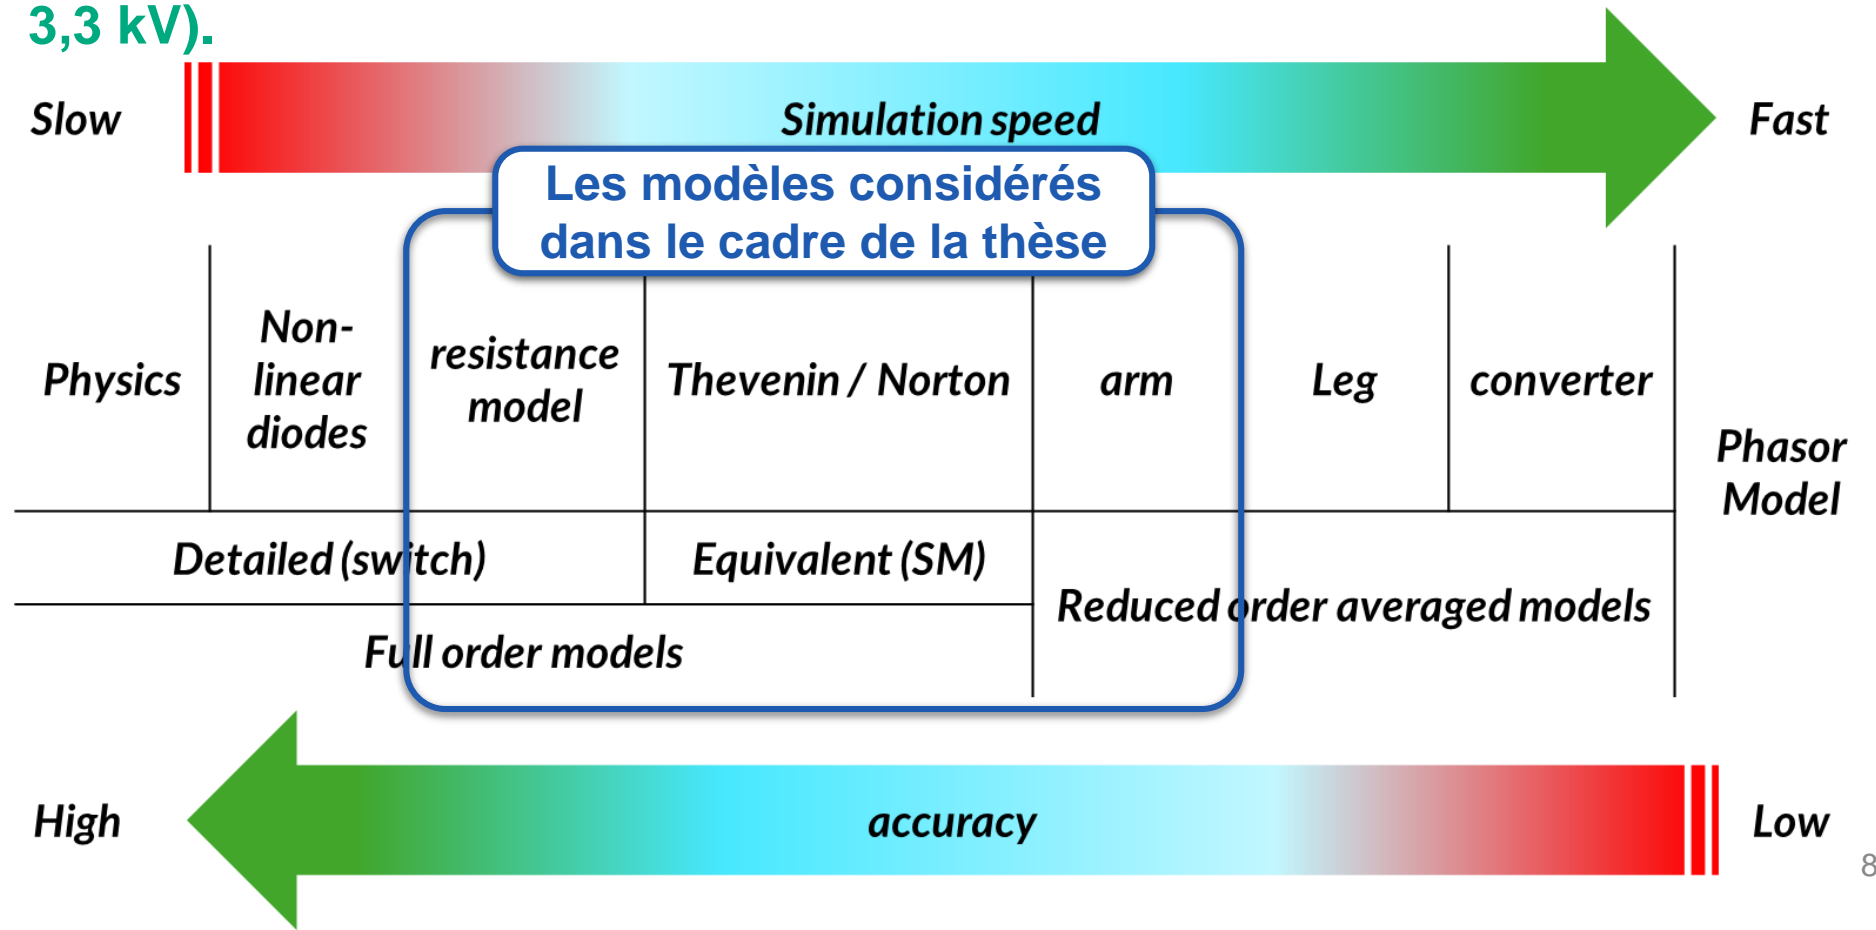 3,3 kV).
Slow
Simulation speed
Fast
Les modèles considérés
dans le cadre de la thèse
Physics
Non-
linear
diodes
resistance
model
Thevenin / Norton
arm
Leg
converter
Phasor
Model
Detailed (switch)
Equivalent (SM)
Reduced order averaged models
Full order models
High
accuracy
Low
8